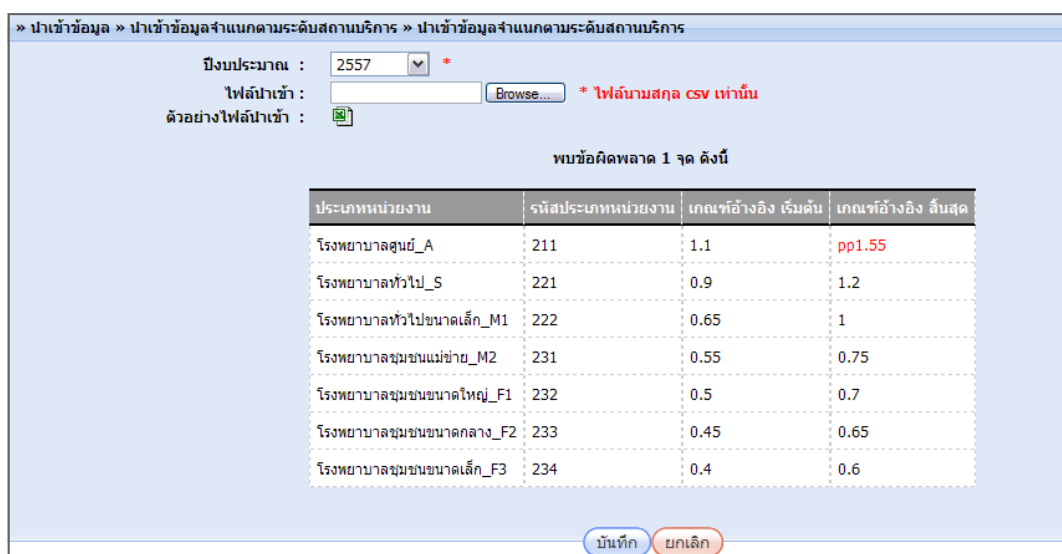 » นำเข้าข้อมูล » นำเข้าข้อมูลจำแนกตามระดับสถานบริการ » นำเข้าข้อมูลจำแนกตามระดับสถานบริการ
ปีงบประมาณ : 2557 *
ไฟล์นำเข้า : Browse... * ไฟล์นามสกุล csv เท่านั้น
ตัวอย่างไฟล์นำเข้า :
พบข้อผิดพลาด 1 จุด ดังนี้
ประเภทหน่วยงาน รหัสประเภทหน่วยงาน เกณฑ์อ้างอิง เริ่มต้น เกณฑ์อ้างอิง สิ้นสุด
โรงพยาบาลศูนย์_A 211 1.1 pp1.55
โรงพยาบาลทั่วไป_S 221 0.9 1.2
โรงพยาบาลทั่วไปขนาดเล็ก_M1 222 0.65 1
โรงพยาบาลชุมชนแม่ข่าย_M2 231 0.55 0.75
โรงพยาบาลชุมชนขนาดใหญ่_F1 232 0.5 0.7
โรงพยาบาลชุมชนขนาดกลาง_F2 233 0.45 0.65
โรงพยาบาลชุมชนขนาดเล็ก_F3 234 0.4 0.6
บันทึก ยกเลิก